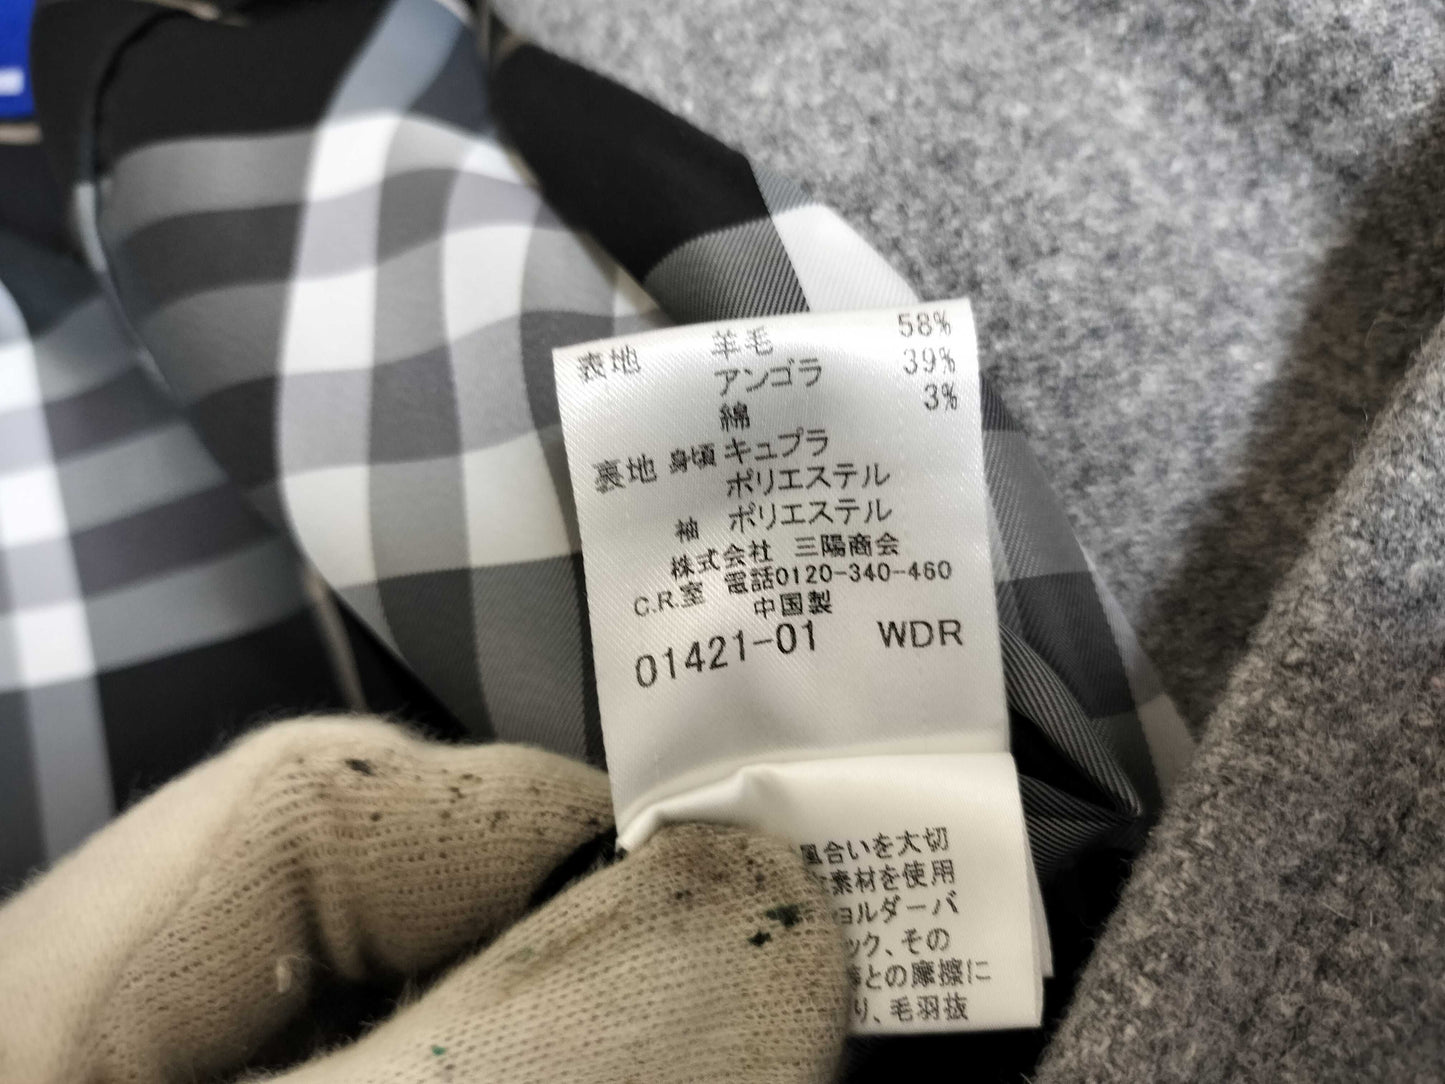 表地 羊毛 58%
アンゴラ 39%
綿 3%
裏地 身頃 キュプラ
ポリエステル
袖 ポリエステル
株式会社 三陽商会
C.R.室 電話0120-340-460
中国製
01421-01 WDR
風合いを大切
素材を使用
ョルダーバ
ック、その
との摩擦に
り、毛羽抜